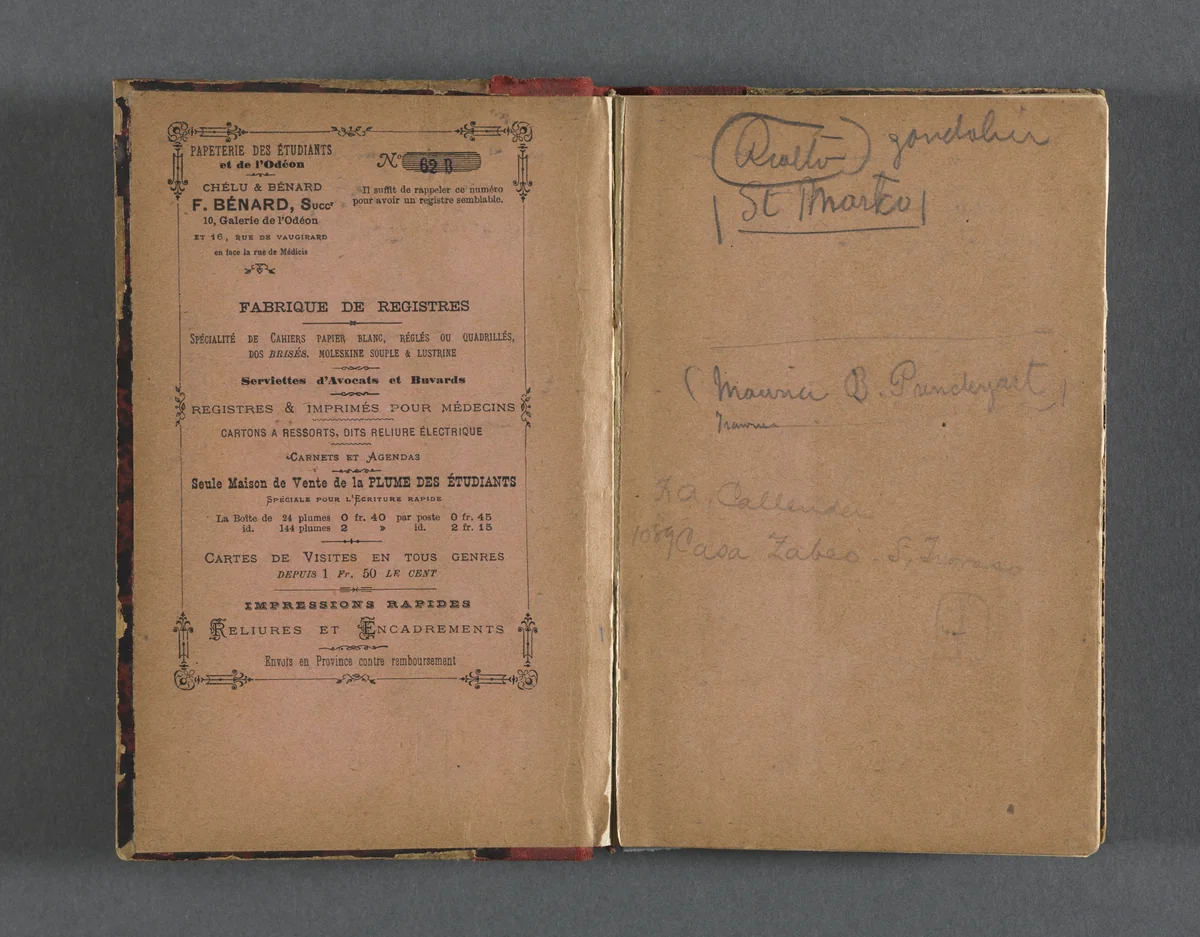 PAPETERIE DES ÉTUDIANTS
et de l'Odéon
CHÉLU & BÉNARD
F. BÉNARD, Succr
10, Galerie de l'Odéon
ET 16, RUE DE VAUGIRARD
en face la rue de Médicis
No 62 B
Il suffit de rappeler ce numéro
pour avoir un registre semblable.
FABRIQUE DE REGISTRES
SPÉCIALITÉ DE CAHIERS PAPIER BLANC, RÉGLÉS OU QUADRILLÉS,
DOS BRISÉS, MOLESKINE SOUPLE & LUSTRINE
Serviettes d'Avocats et Buvards
REGISTRES & IMPRIMÉS POUR MÉDECINS
CARTONS A RESSORTS, DITS RELIURE ÉLECTRIQUE
CARNETS ET AGENDAS
Seule Maison de Vente de la PLUME DES ÉTUDIANTS
SPÉCIALE POUR L'ECRITURE RAPIDE
La Boîte de 24 plumes 0 fr. 40 par poste 0 fr. 45
id. 144 plumes 2 » id. 2 fr. 15
CARTES DE VISITES EN TOUS GENRES
DEPUIS 1 Fr. 50 LE CENT
IMPRESSIONS RAPIDES
RELIURES ET ENCADREMENTS
Envois en Province contre remboursement
Rialto gondolier
St Marko
(Maurice B. Prendergast)
Callender
1089 Casa Zabeo. S. Trovaso